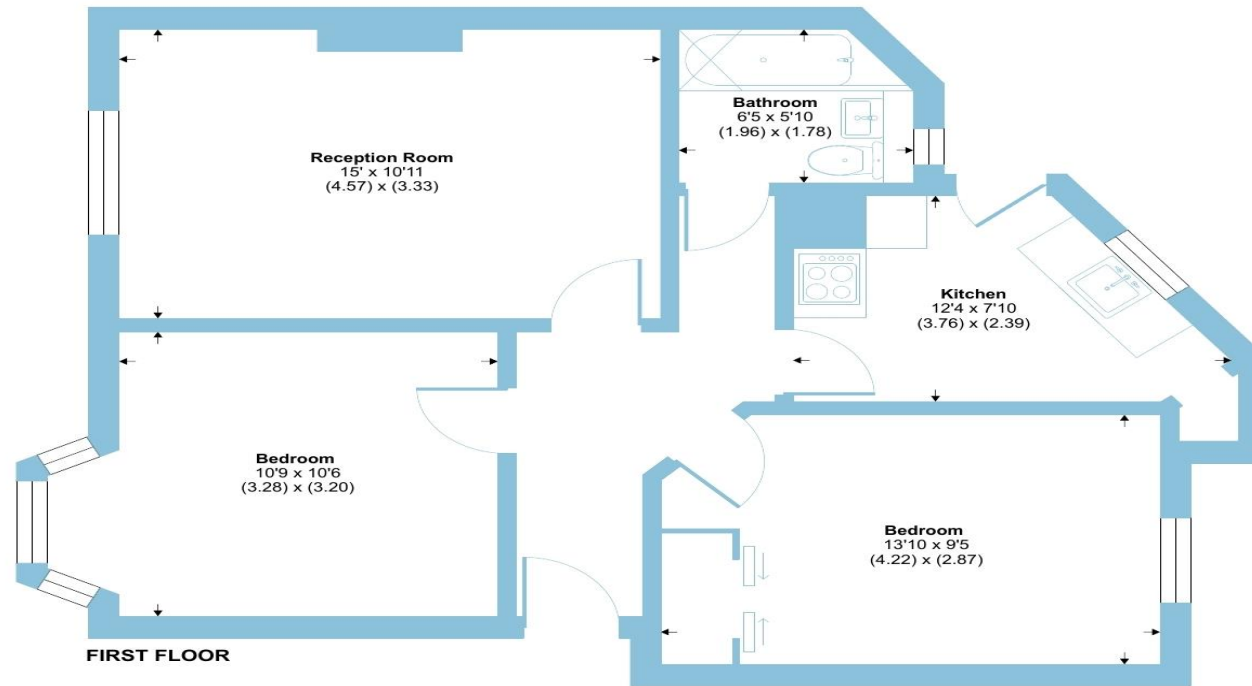 Bathroom
6'5 x 5'10
(1.96) x (1.78)
Reception Room
15' x 10'11
(4.57) x (3.33)
Kitchen
12'4 x 7'10
(3.76) x (2.39)
Bedroom
10'9 x 10'6
(3.28) x (3.20)
Bedroom
13'10 x 9'5
(4.22) x (2.87)
FIRST FLOOR